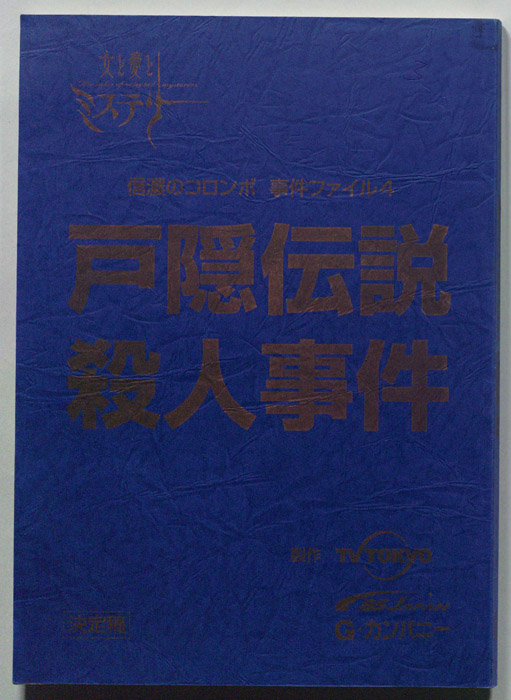 女と愛と
ミステリー
信濃のコロンボ 事件ファイル4
戸隠伝説
殺人事件
製作 TV TOKYO
G・カンパニー
決定稿